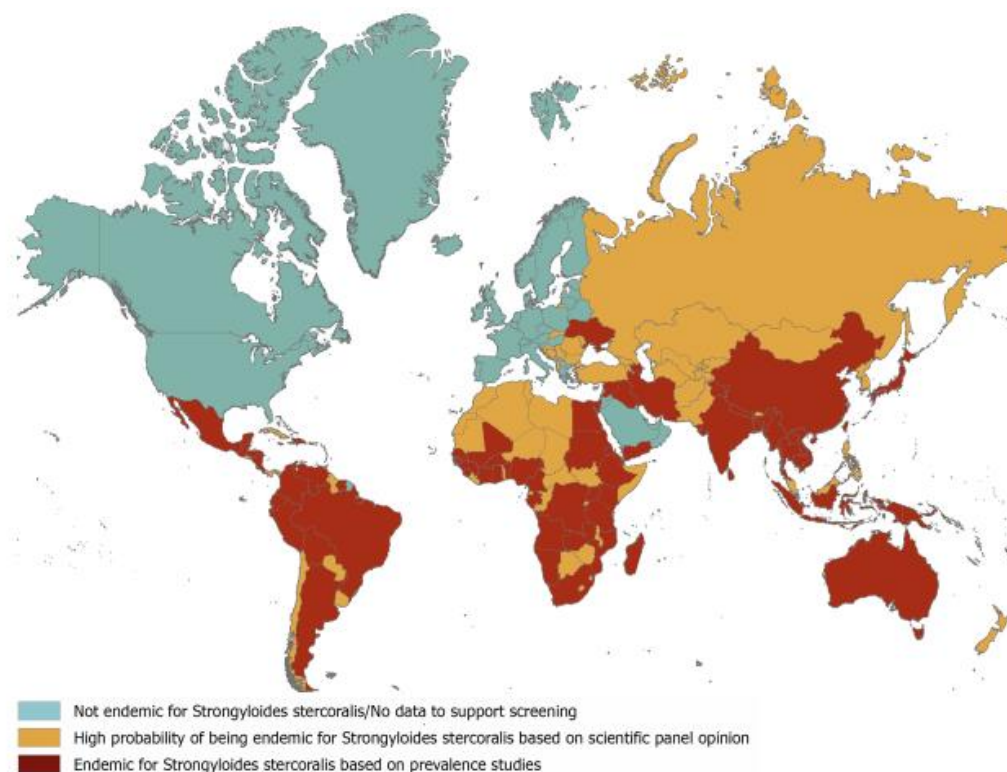 Not endemic for Strongyloides stercoralis/No data to support screening
High probability of being endemic for Strongyloides stercoralis based on scientific panel opinion
Endemic for Strongyloides stercoralis based on prevalence studies